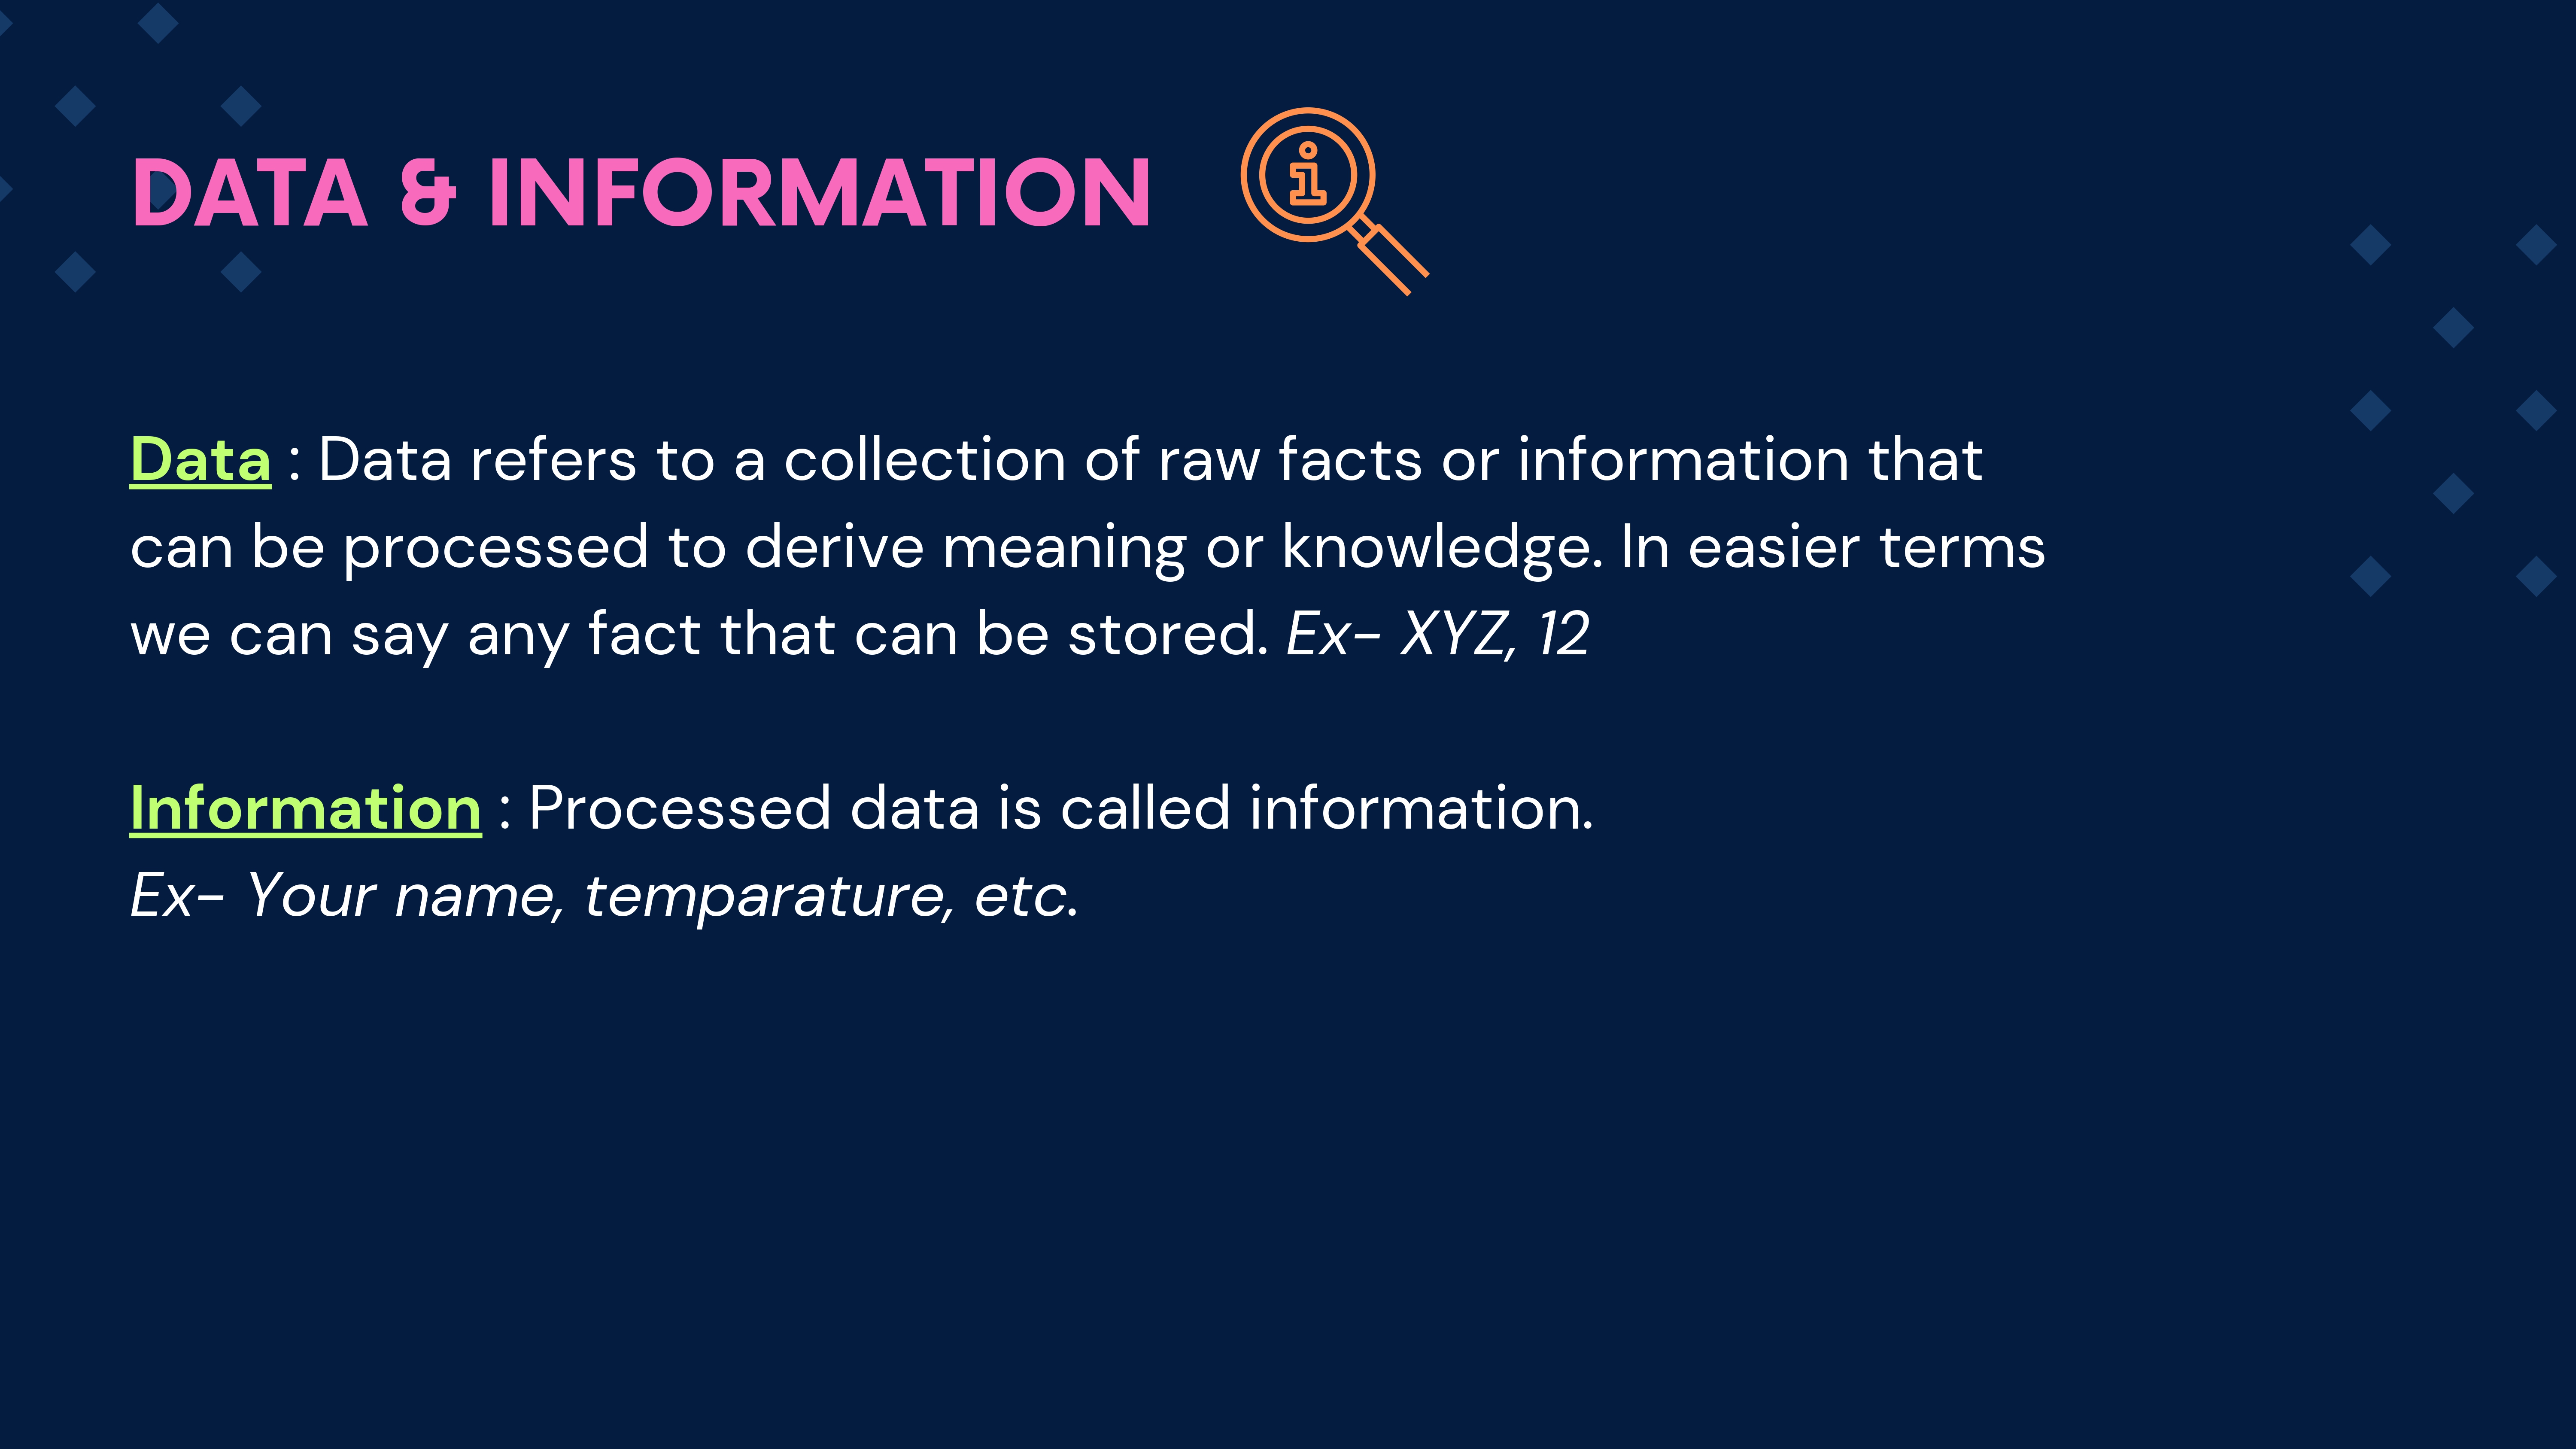 DATA & INFORMATION
Data : Data refers to a collection of raw facts or information that
can be processed to derive meaning or knowledge. In easier terms
we can say any fact that can be stored. Ex- XYZ, 12
Information : Processed data is called information.
Ex- Your name, temparature, etc.